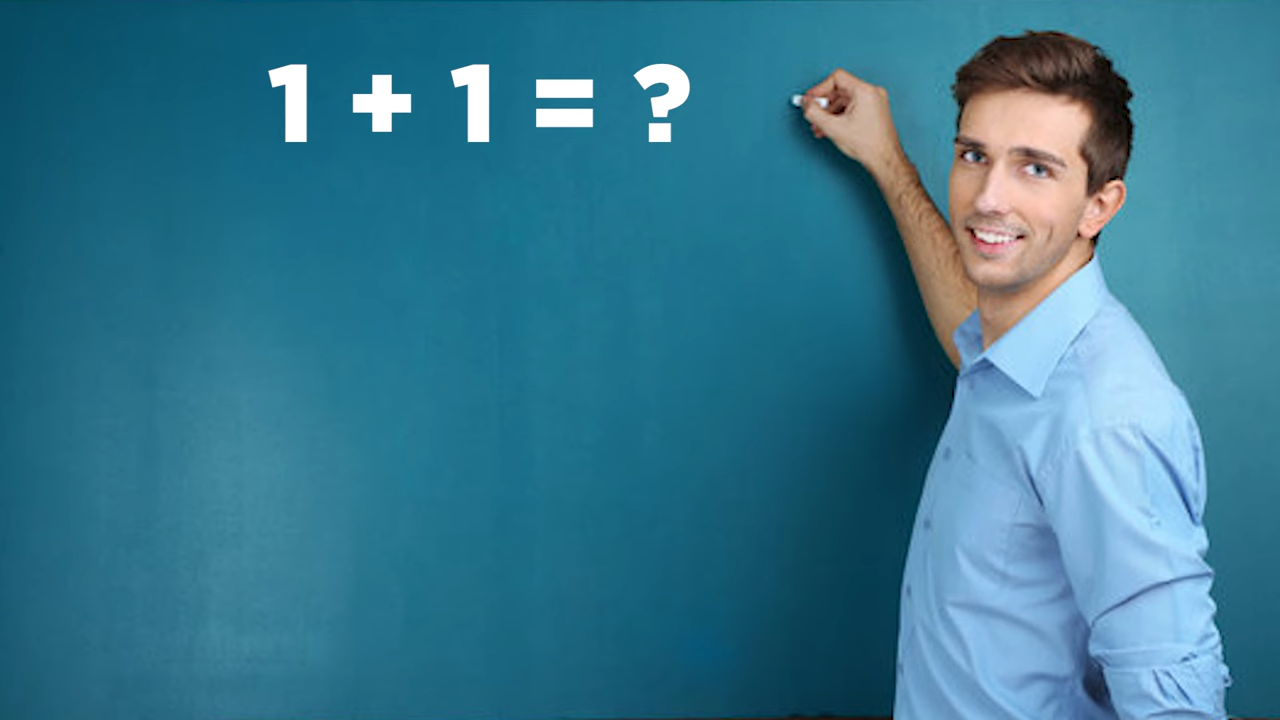 1 + 1 = ?